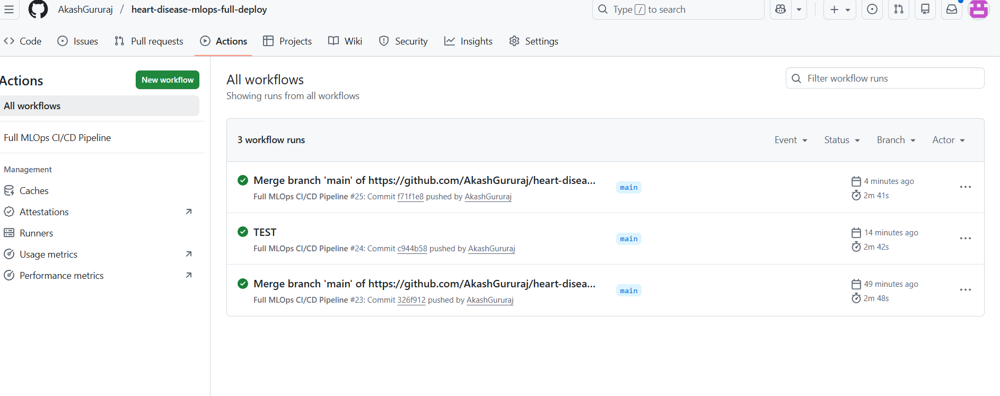 AkashGururaj / heart-disease-mlops-full-deploy
Type / to search
Code Issues Pull requests Actions Projects Wiki Security Insights Settings
Actions
New workflow
All workflows
Full MLOps CI/CD Pipeline
Management
Caches
Attestations
Runners
Usage metrics
Performance metrics
All workflows
Showing runs from all workflows
Filter workflow runs
3 workflow runs
Event Status Branch Actor
Merge branch 'main' of https://github.com/AkashGururaj/heart-disea...
Full MLOps CI/CD Pipeline #25: Commit f71f1e8 pushed by AkashGururaj
main
4 minutes ago
2m 41s
TEST
Full MLOps CI/CD Pipeline #24: Commit c944b58 pushed by AkashGururaj
main
14 minutes ago
2m 42s
Merge branch 'main' of https://github.com/AkashGururaj/heart-disea...
Full MLOps CI/CD Pipeline #23: Commit 326f912 pushed by AkashGururaj
main
49 minutes ago
2m 48s